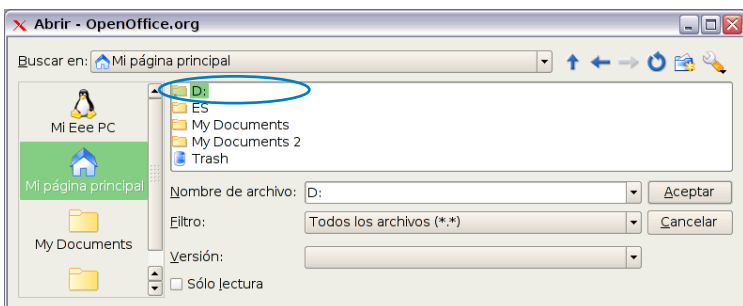 Abrir - OpenOffice.org
Buscar en: Mi página principal
Mi Eee PC
Mi página principal
My Documents
D:
ES
My Documents
My Documents 2
Trash
Nombre de archivo: D: Aceptar
Filtro: Todos los archivos (*.*) Cancelar
Versión:
Sólo lectura